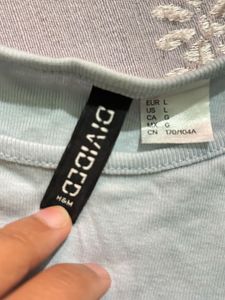 DIVIDED
H&M
EUR L
US L
CA G
MX G
CN 170/104A